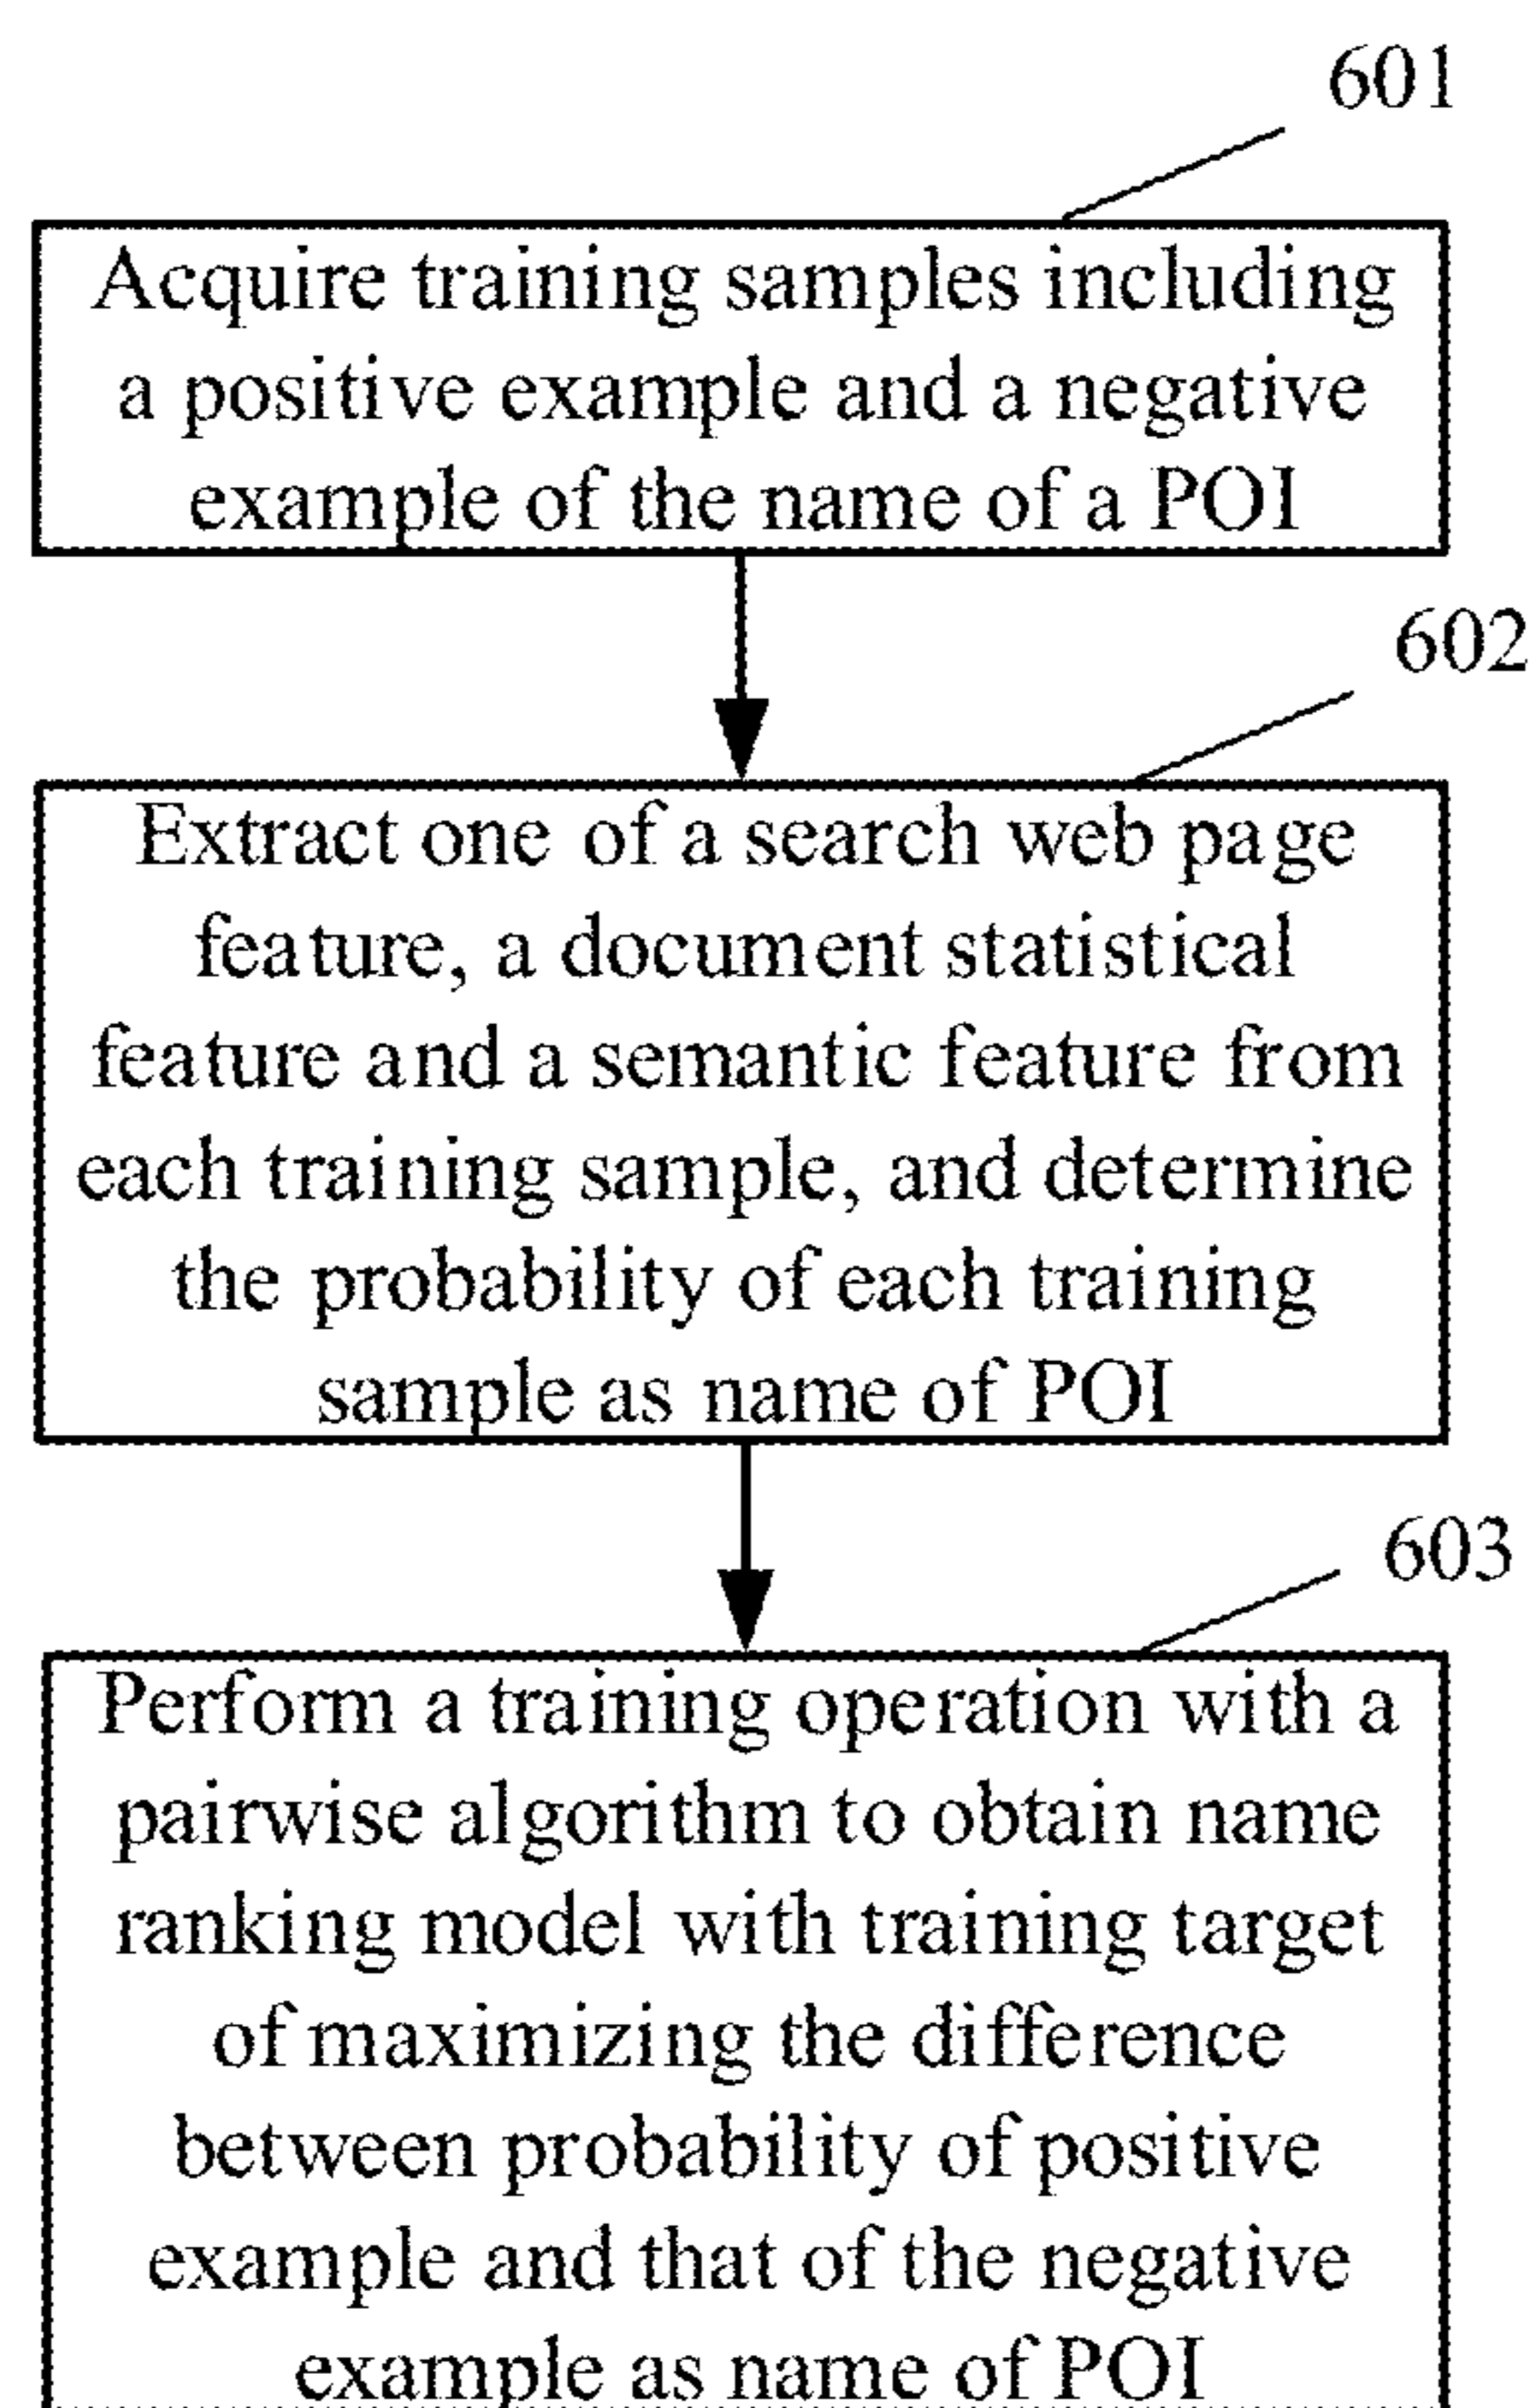 601
Acquire training samples including
a positive example and a negative
example of the name of a POI
602
Extract one of a search web page
feature, a document statistical
feature and a semantic feature from
each training sample, and determine
the probability of each training
sample as name of POI
603
Perform a training operation with a
pairwise algorithm to obtain name
ranking model with training target
of maximizing the difference
between probability of positive
example and that of the negative
example as name of POI